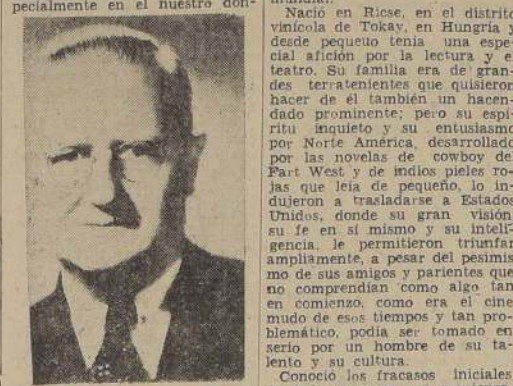 pecialmente en el nuestro don-
mundial.
Nació en Ricse, en el distrito
vinícola de Tokay, en Hungría y
desde pequeño tenía una espe-
cial afición por la lectura y el
teatro. Su familia era de gran-
des terratenientes que quisieron
hacer de él también un hacen-
dado prominente; pero su espí-
ritu inquieto y su entusiasmo
por Norte América, desarrollado
por las novelas de cowboy del
Fart West y de indios pieles ro-
jas que leía de pequeño, lo in-
dujeron a trasladarse a Estados
Unidos, donde su gran visión
su fe en sí mismo y su inteli-
gencia, le permitieron triunfar
ampliamente, a pesar del pesimis
mo de sus amigos y parientes que
no comprendían como algo tan
en comienzo, como era el cine
mudo de esos tiempos y tan pro-
blemático, podía ser tomado en
serio por un hombre de su ta-
lento y su cultura.
Conoció los fracasos iniciales